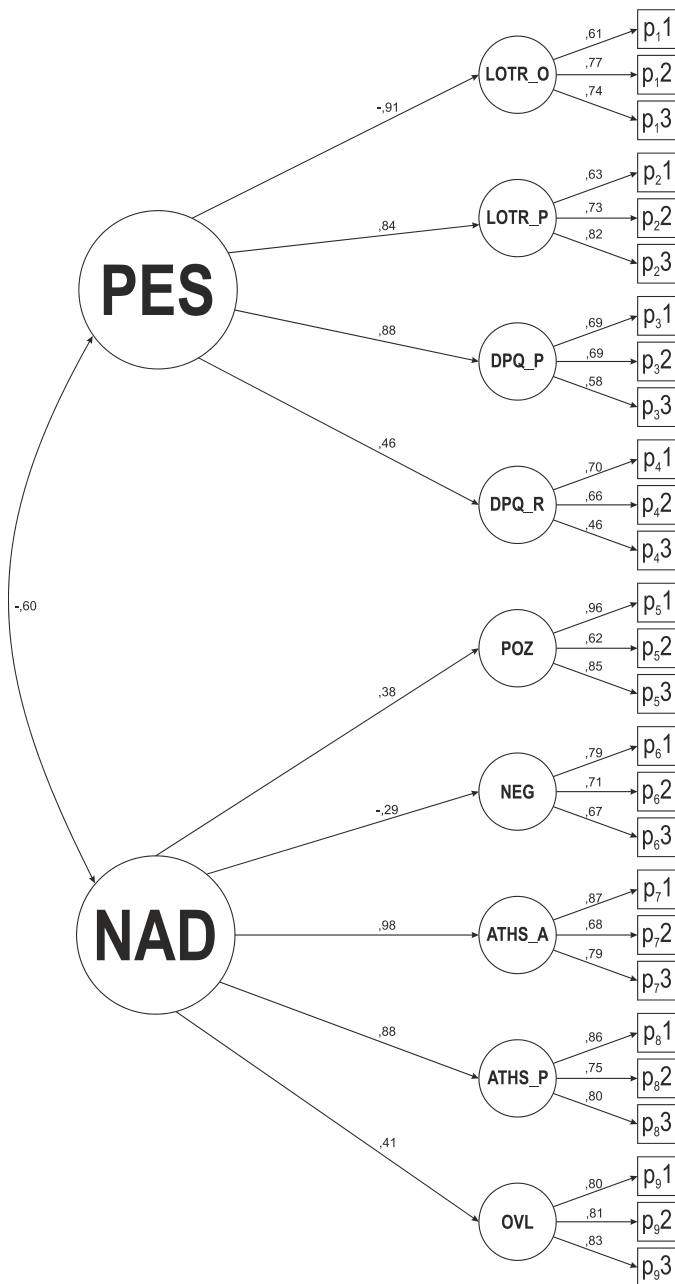 ,61
p₁1
LOTR_O
,77
p₁2
,74
p₁3
-,91
,63
p₂1
LOTR_P
,73
p₂2
,84
,82
p₂3
PES
,69
p₃1
,88
DPQ_P
,69
p₃2
,58
p₃3
,46
,70
p₄1
DPQ_R
,66
p₄2
,46
p₄3
-,60
,96
p₅1
POZ
,62
p₅2
,85
p₅3
,38
,79
p₆1
NEG
,71
p₆2
-,29
,67
p₆3
NAD
,87
p₇1
,98
ATHS_A
,68
p₇2
,79
p₇3
,88
,86
p₈1
ATHS_P
,75
p₈2
,80
p₈3
,41
,80
p₉1
OVL
,81
p₉2
,83
p₉3